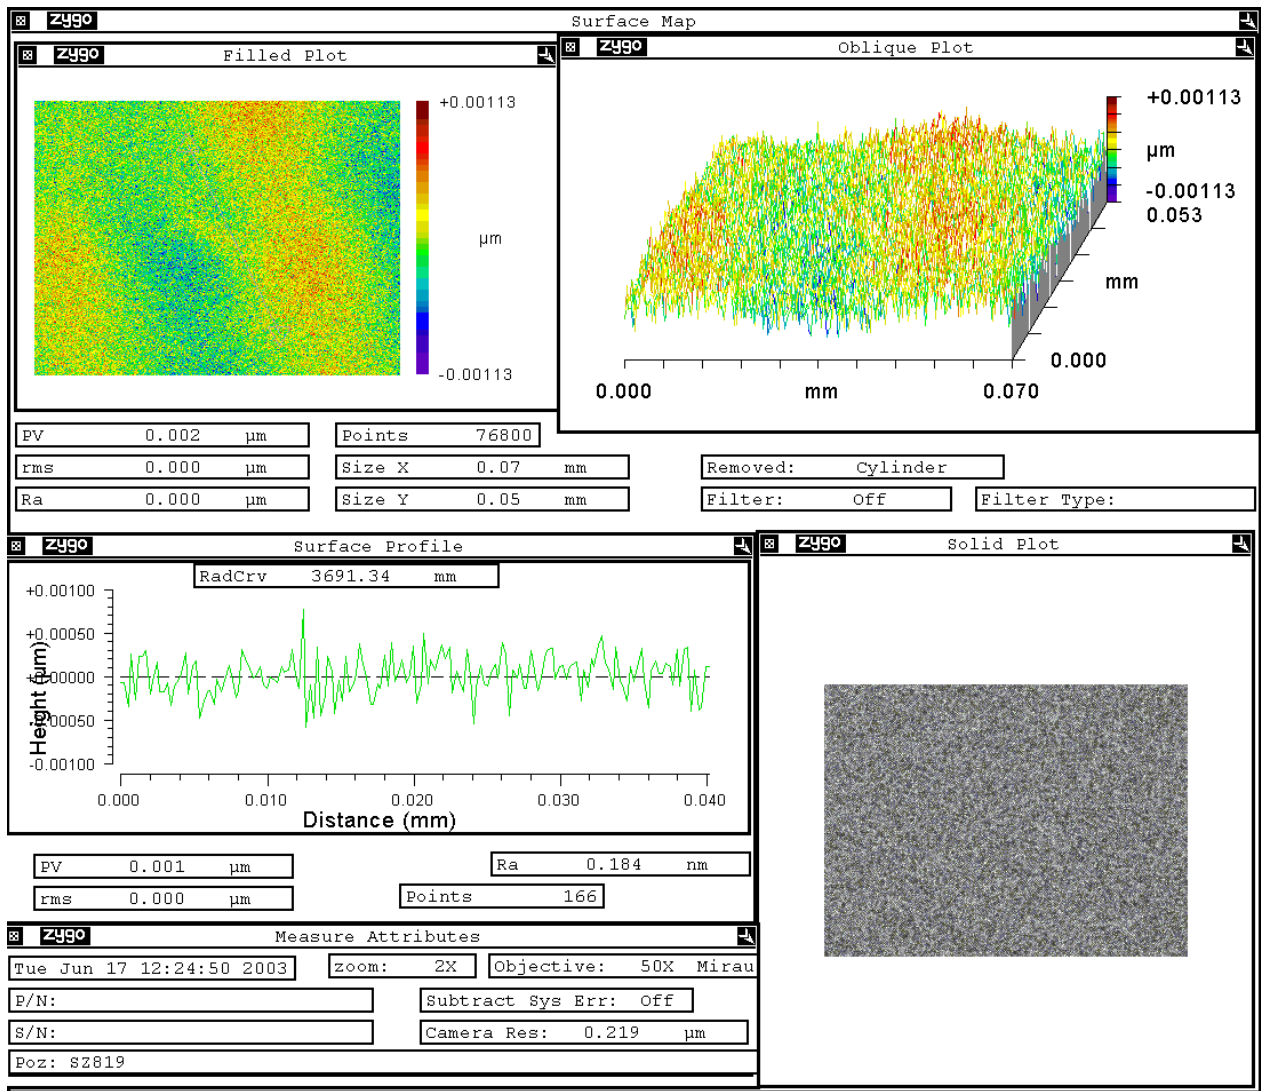 zygo Surface Map
zygo Filled Plot
+0.00113
µm
-0.00113
zygo Oblique Plot
+0.00113
µm
-0.00113
0.053
mm
0.000
0.000 mm 0.070
PV 0.002 µm
Points 76800
rms 0.000 µm
Size X 0.07 mm
Removed: Cylinder
Ra 0.000 µm
Size Y 0.05 mm
Filter: Off
Filter Type:
zygo Surface Profile
RadCrv 3691.34 mm
+0.00100
+0.00050
+0.00000
-0.00050
-0.00100
Height (µm)
0.000 0.010 0.020 0.030 0.040
Distance (mm)
PV 0.001 µm
Ra 0.184 nm
rms 0.000 µm
Points 166
zygo Solid Plot
zygo Measure Attributes
Tue Jun 17 12:24:50 2003
zoom: 2X
Objective: 50X Mirau
P/N:
Subtract Sys Err: Off
S/N:
Camera Res: 0.219 µm
Poz: SZ819